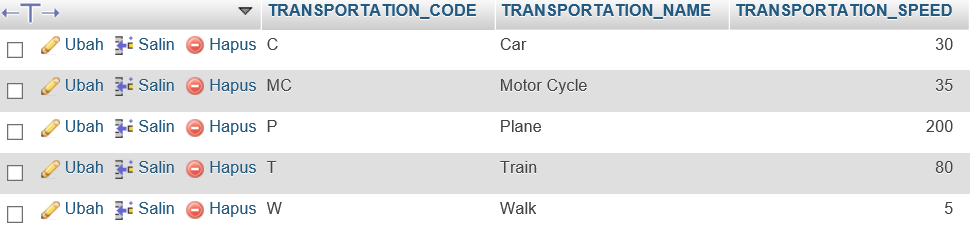 TRANSPORTATION_CODE TRANSPORTATION_NAME TRANSPORTATION_SPEED
Ubah Salin Hapus C Car 30
Ubah Salin Hapus MC Motor Cycle 35
Ubah Salin Hapus P Plane 200
Ubah Salin Hapus T Train 80
Ubah Salin Hapus W Walk 5